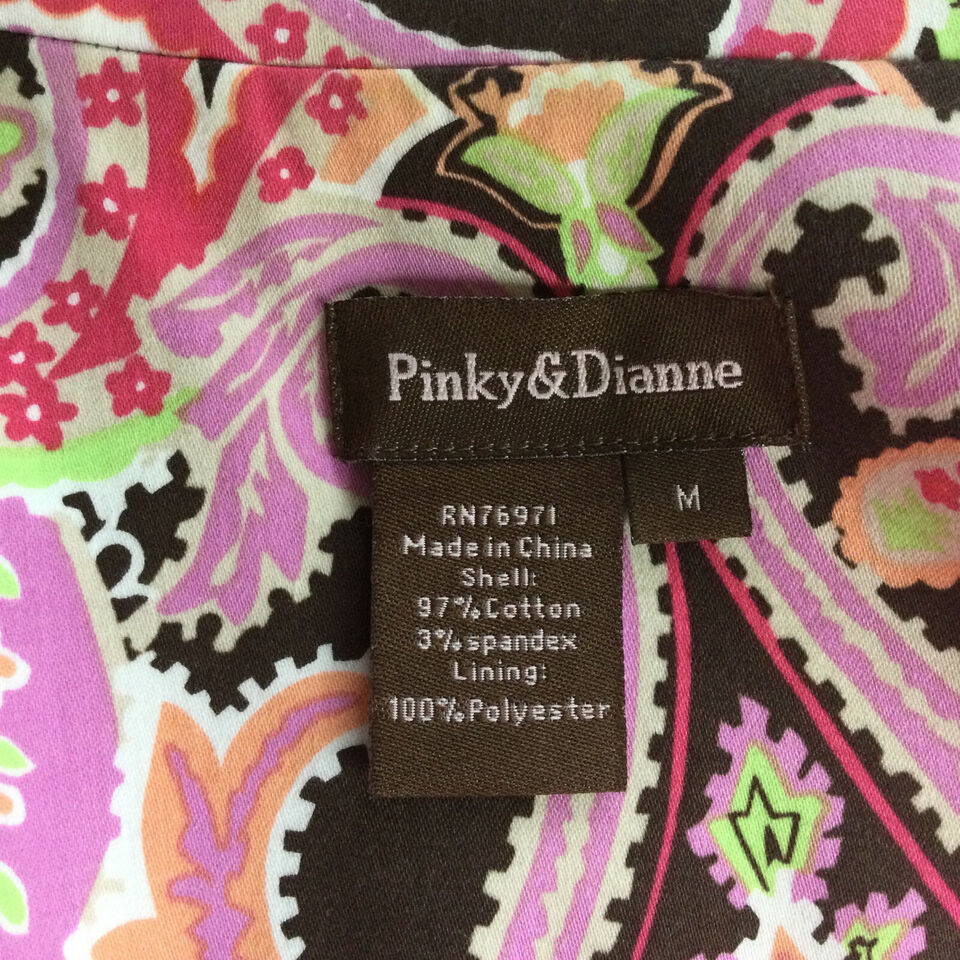 Pinky&Dianne
M
RN76971
Made in China
Shell:
97%Cotton
3%spandex
Lining:
100%Polyester